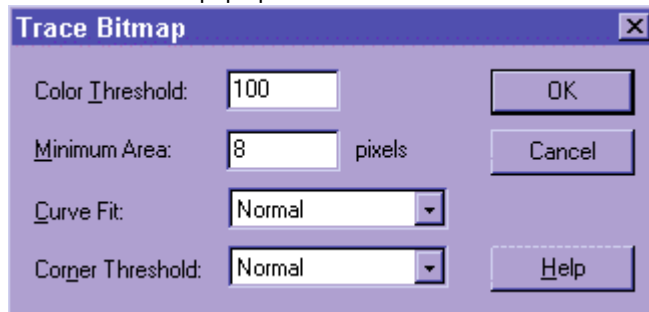 Trace Bitmap
Color Threshold: 100 OK
Minimum Area: 8 pixels Cancel
Curve Fit: Normal
Corner Threshold: Normal Help